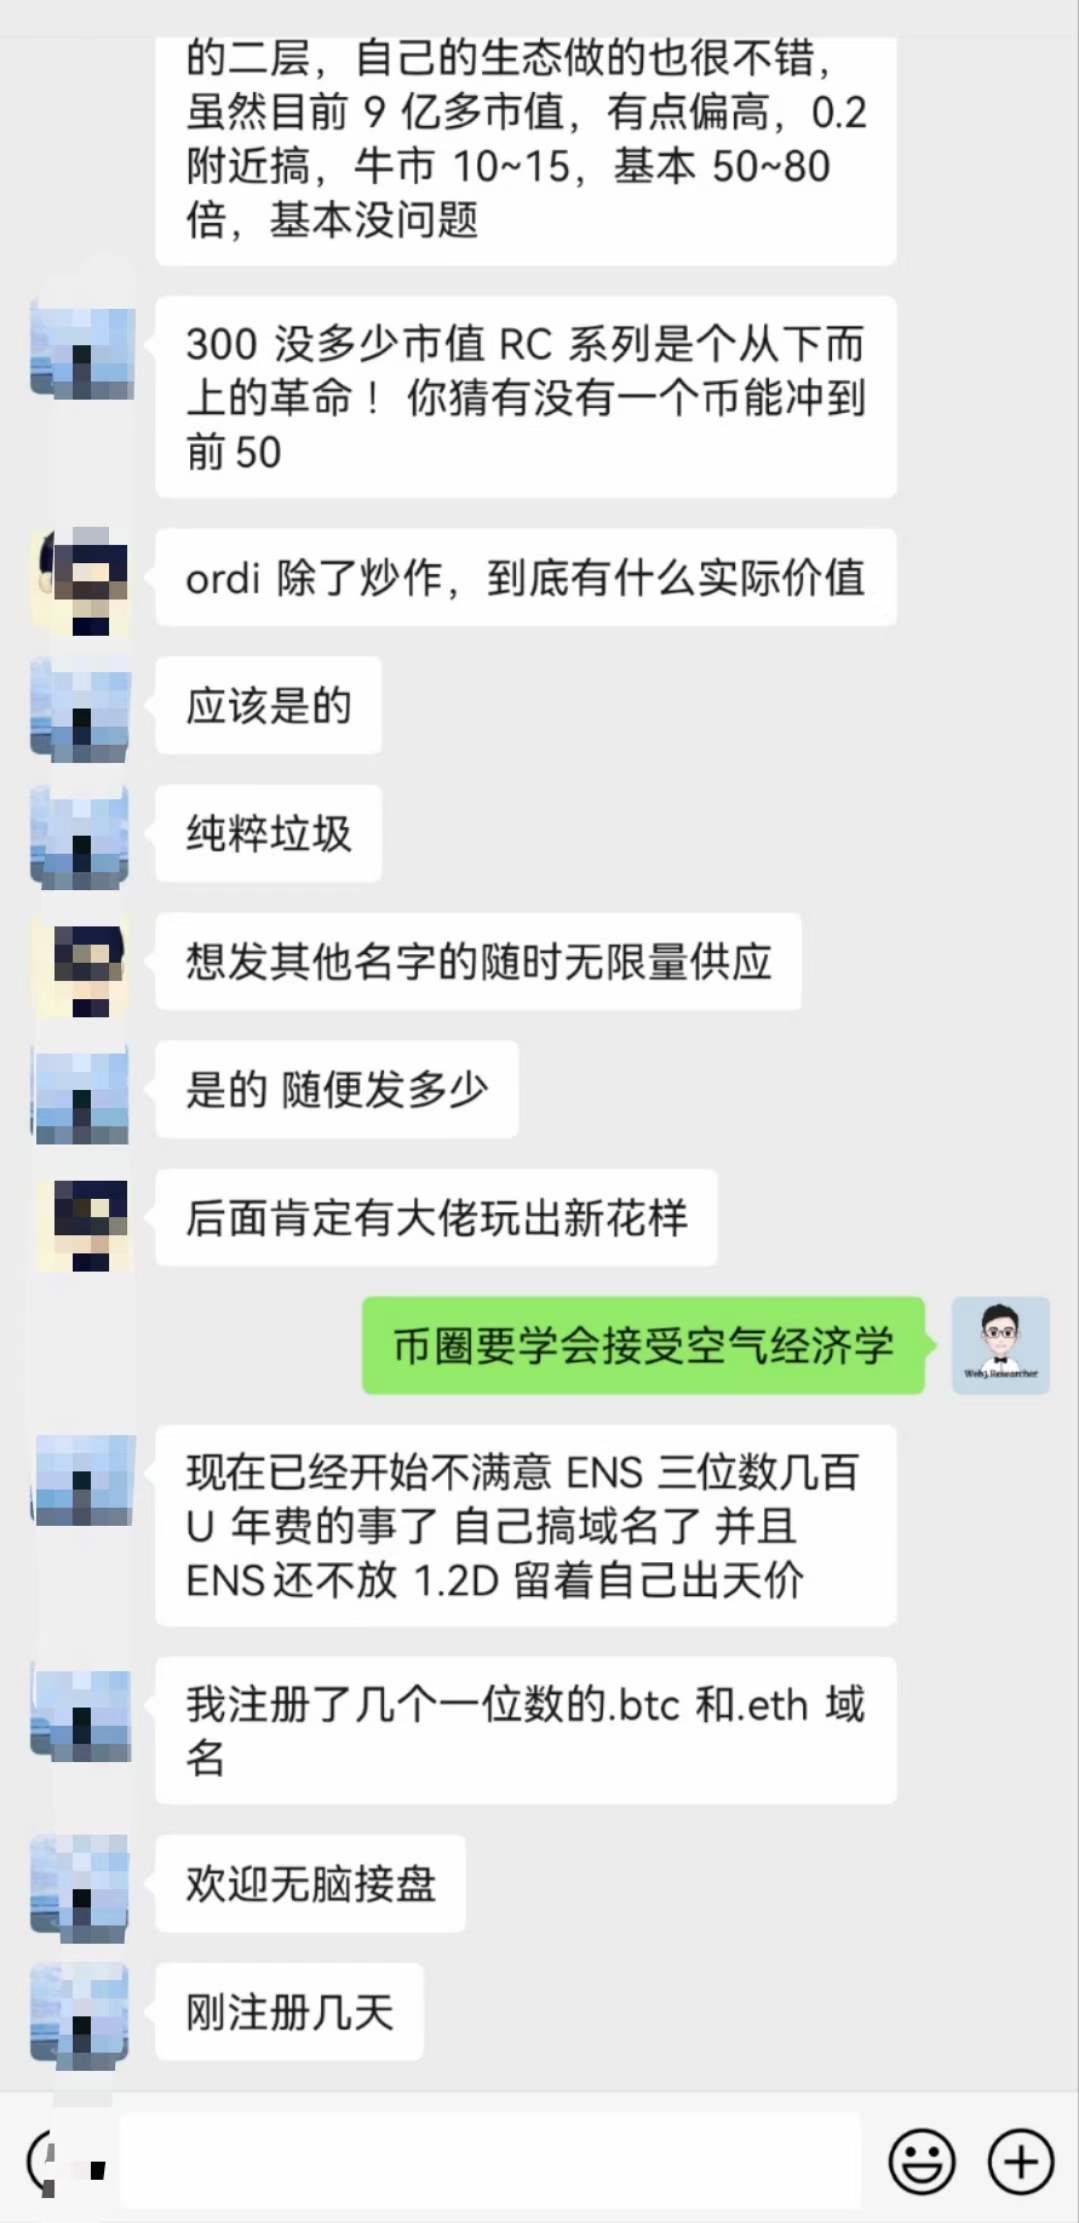 的二层，自己的生态做的也很不错，
虽然目前 9 亿多市值，有点偏高，0.2
附近搞，牛市 10~15，基本 50~80
倍，基本没问题
300 没多少市值 RC 系列是个从下而
上的革命！ 你猜有没有一个币能冲到
前 50
ordi 除了炒作，到底有什么实际价值
应该是的
纯粹垃圾
想发其他名字的随时无限量供应
是的 随便发多少
后面肯定有大佬玩出新花样
币圈要学会接受空气经济学
Web3.Researcher
现在已经开始不满意 ENS 三位数几百
U 年费的事了 自己搞域名了 并且
ENS 还不放 1.2D 留着自己出天价
我注册了几个一位数的.btc 和.eth 域
名
欢迎无脑接盘
刚注册几天